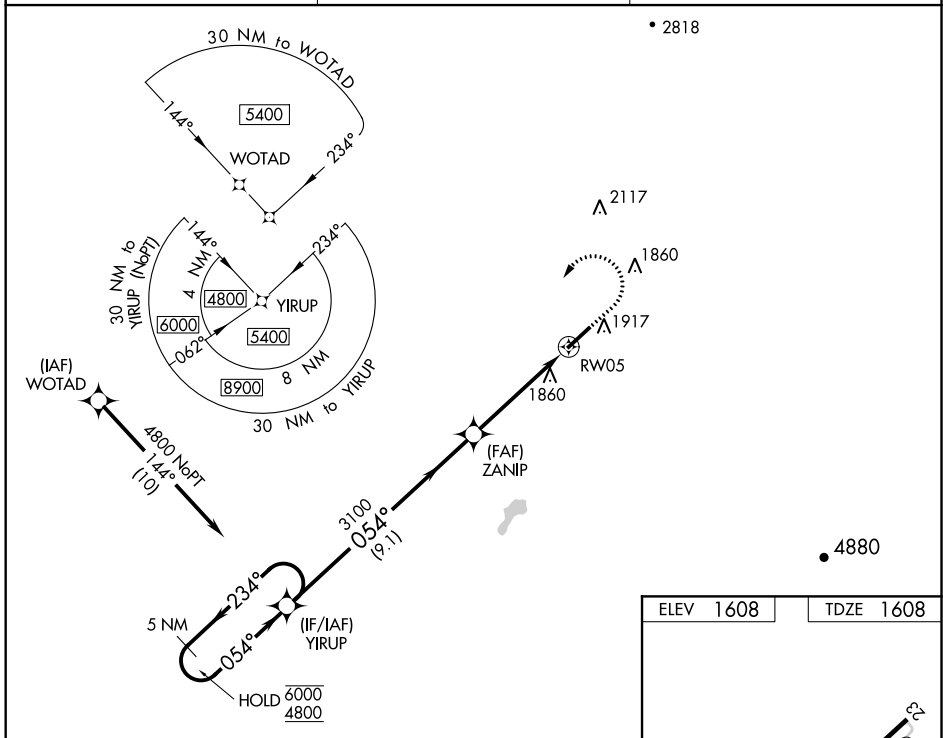 2818
30 NM to WOTAD
144°
5400
234°
WOTAD
2117
30 NM to
YIRUP (NoPT)
144°
234°
4 NM
4800
YIRUP
6000
5400
062°
8 NM
8900
30 NM to YIRUP
1860
1917
RW05
1860
(IAF)
WOTAD
4800 NoPT
144°
(10)
(FAF)
ZANIP
3100
054°
(9.1)
4880
234°
5 NM
054°
(IF/IAF)
YIRUP
HOLD 6000
4800
ELEV 1608
TDZE 1608
23